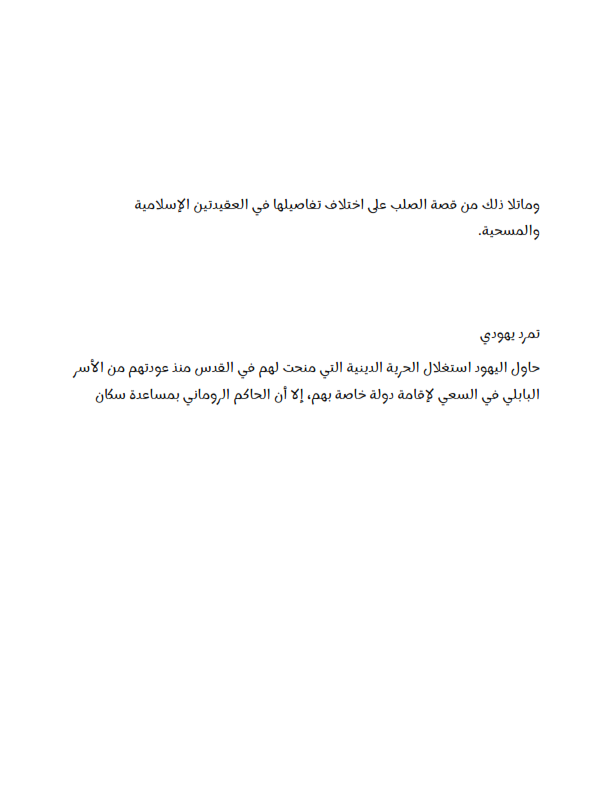 وماتلا ذلك من قصة الصلب على اختلاف تفاصيلها في العقيدتين الإسلامية
والمسحية.
تمرد يهودي
حاول اليهود استغلال الحرية الدينية التي منحت لهم في القدس منذ عودتهم من الأسر
البابلي في السعي لإقامة دولة خاصة بهم، إلا أن الحاكم الروماني بمساعدة سكان